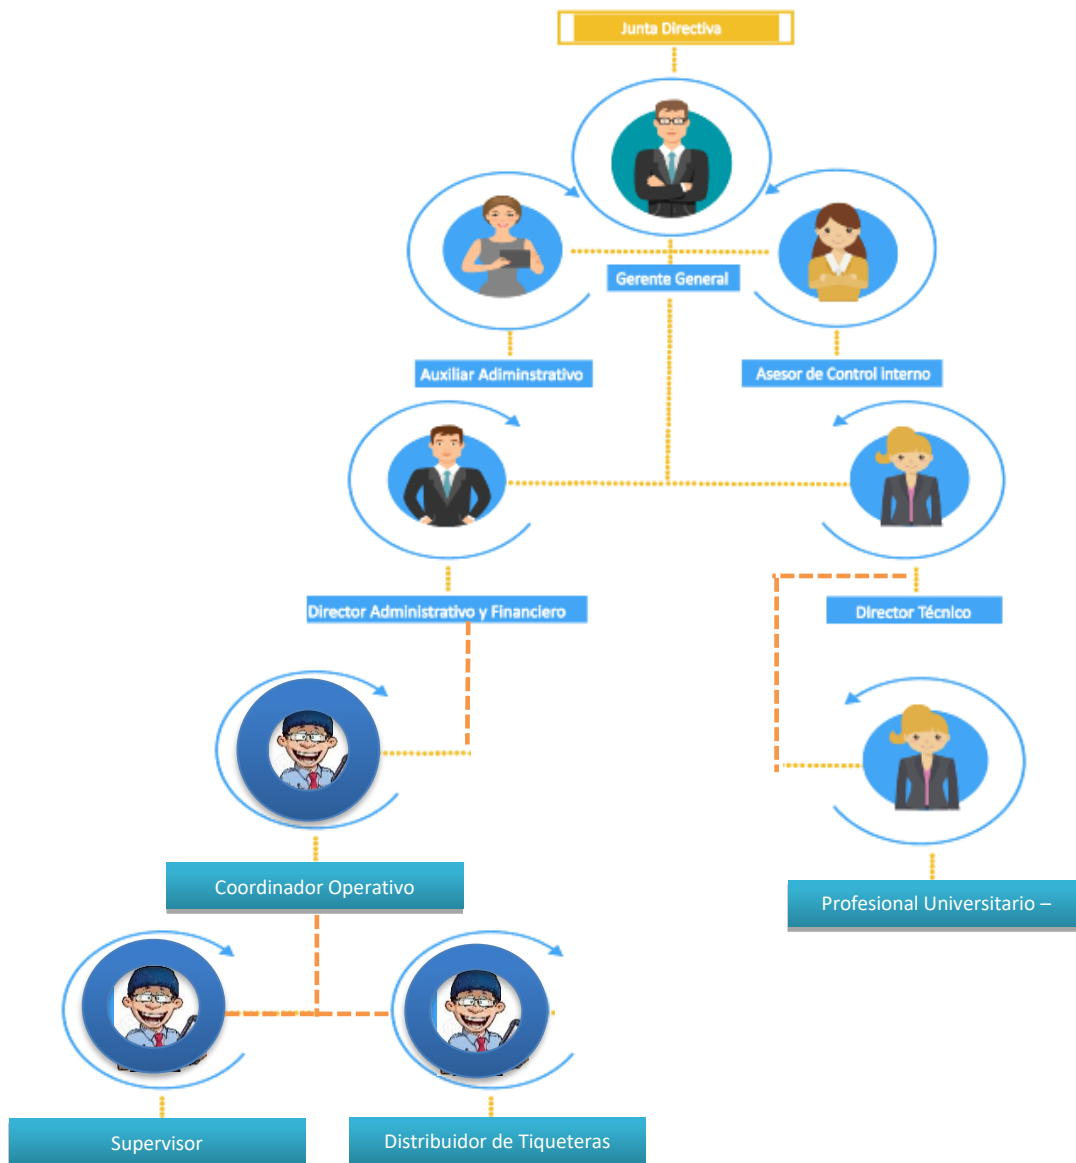 Junta Directiva
Gerente General
Auxiliar Adiminstrativo
Asesor de Control interno
Director Administrativo y Financiero
Director Técnico
Coordinador Operativo
Profesional Universitario –
Supervisor
Distribuidor de Tiqueteras